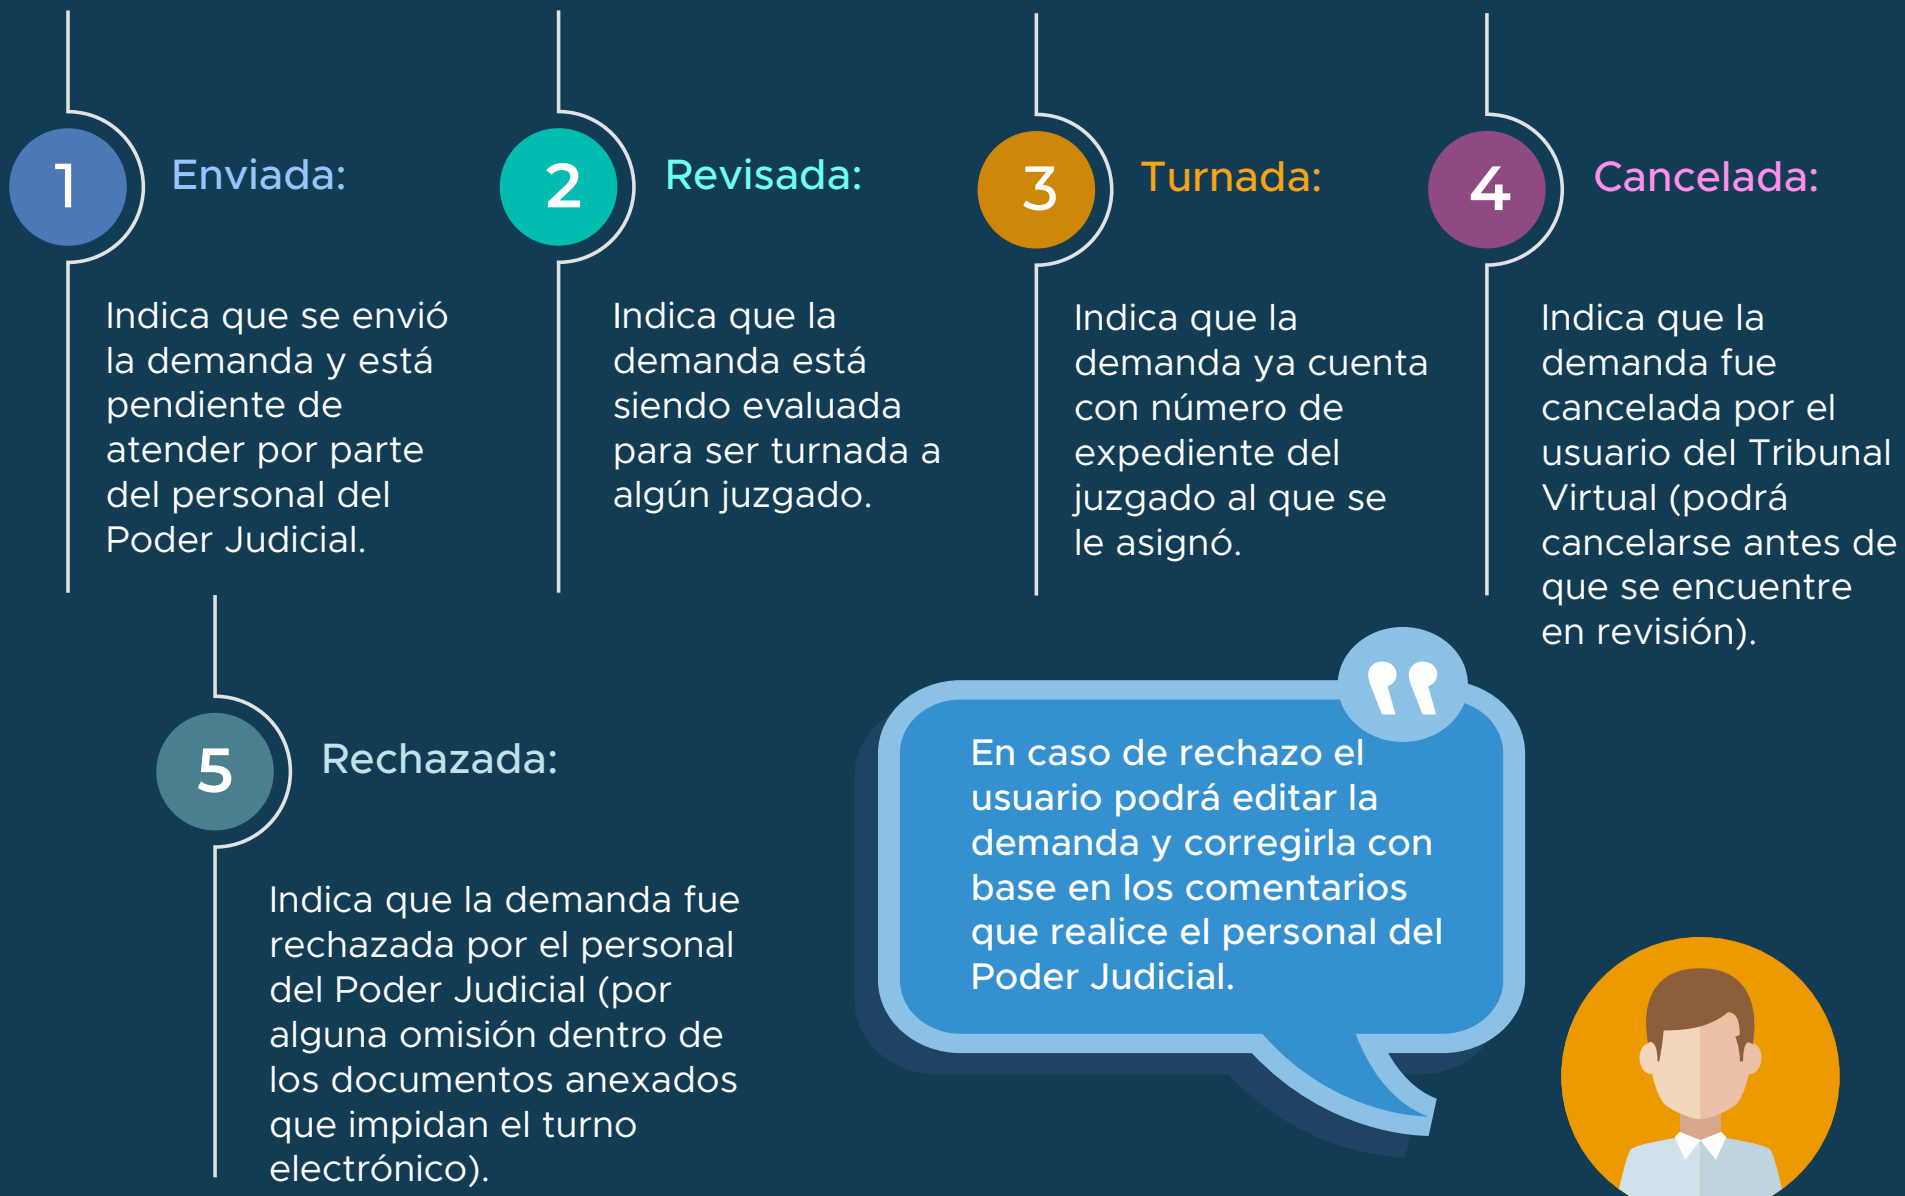 1
Enviada:
Indica que se envió
la demanda y está
pendiente de
atender por parte
del personal del
Poder Judicial.
2
Revisada:
Indica que la
demanda está
siendo evaluada
para ser turnada a
algún juzgado.
3
Turnada:
Indica que la
demanda ya cuenta
con número de
expediente del
juzgado al que se
le asignó.
4
Cancelada:
Indica que la
demanda fue
cancelada por el
usuario del Tribunal
Virtual (podrá
cancelarse antes de
que se encuentre
en revisión).
5
Rechazada:
Indica que la demanda fue
rechazada por el personal
del Poder Judicial (por
alguna omisión dentro de
los documentos anexados
que impidan el turno
electrónico).
En caso de rechazo el
usuario podrá editar la
demanda y corregirla con
base en los comentarios
que realice el personal del
Poder Judicial.